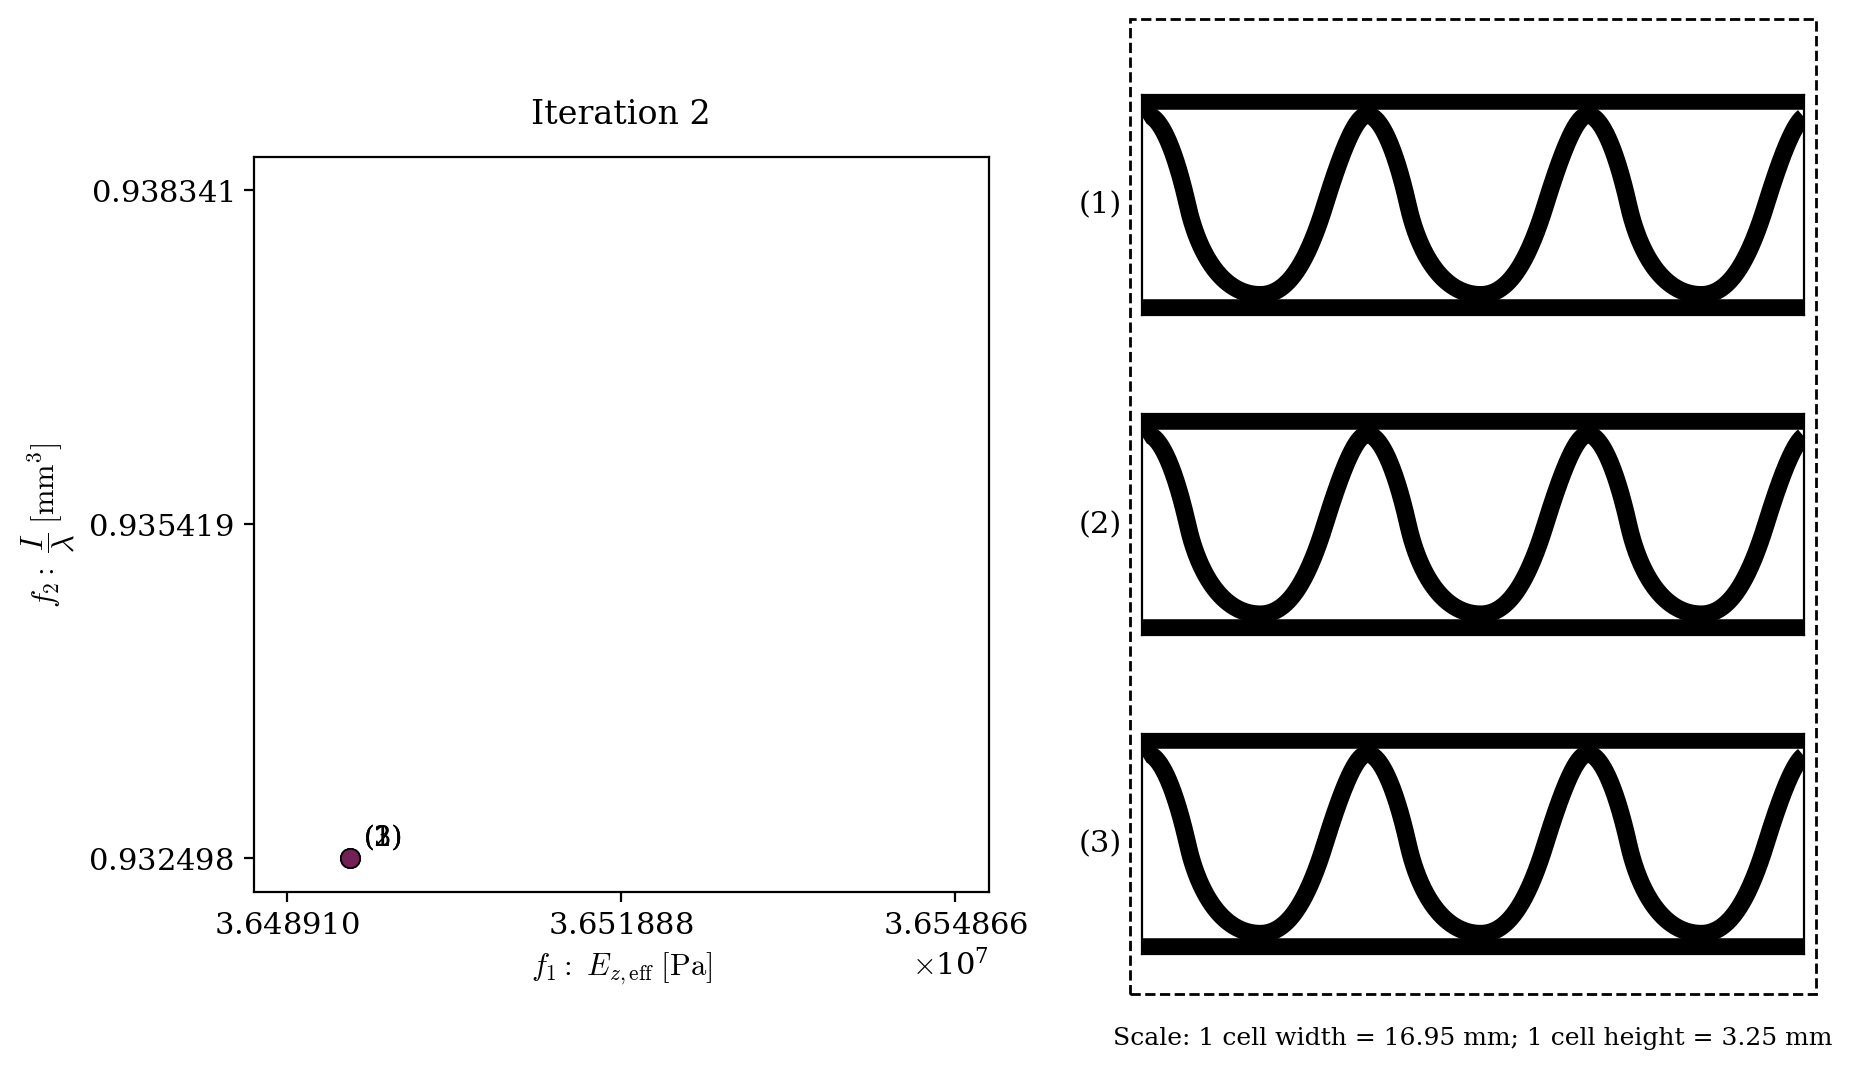 Iteration 2
0.938341
0.935419
0.932498
f₂ : I/λ [mm³]
3.648910
3.651888
3.654866
×10⁷
f₁ : E_z,eff [Pa]
(1)
(2)
(3)
Scale: 1 cell width = 16.95 mm; 1 cell height = 3.25 mm